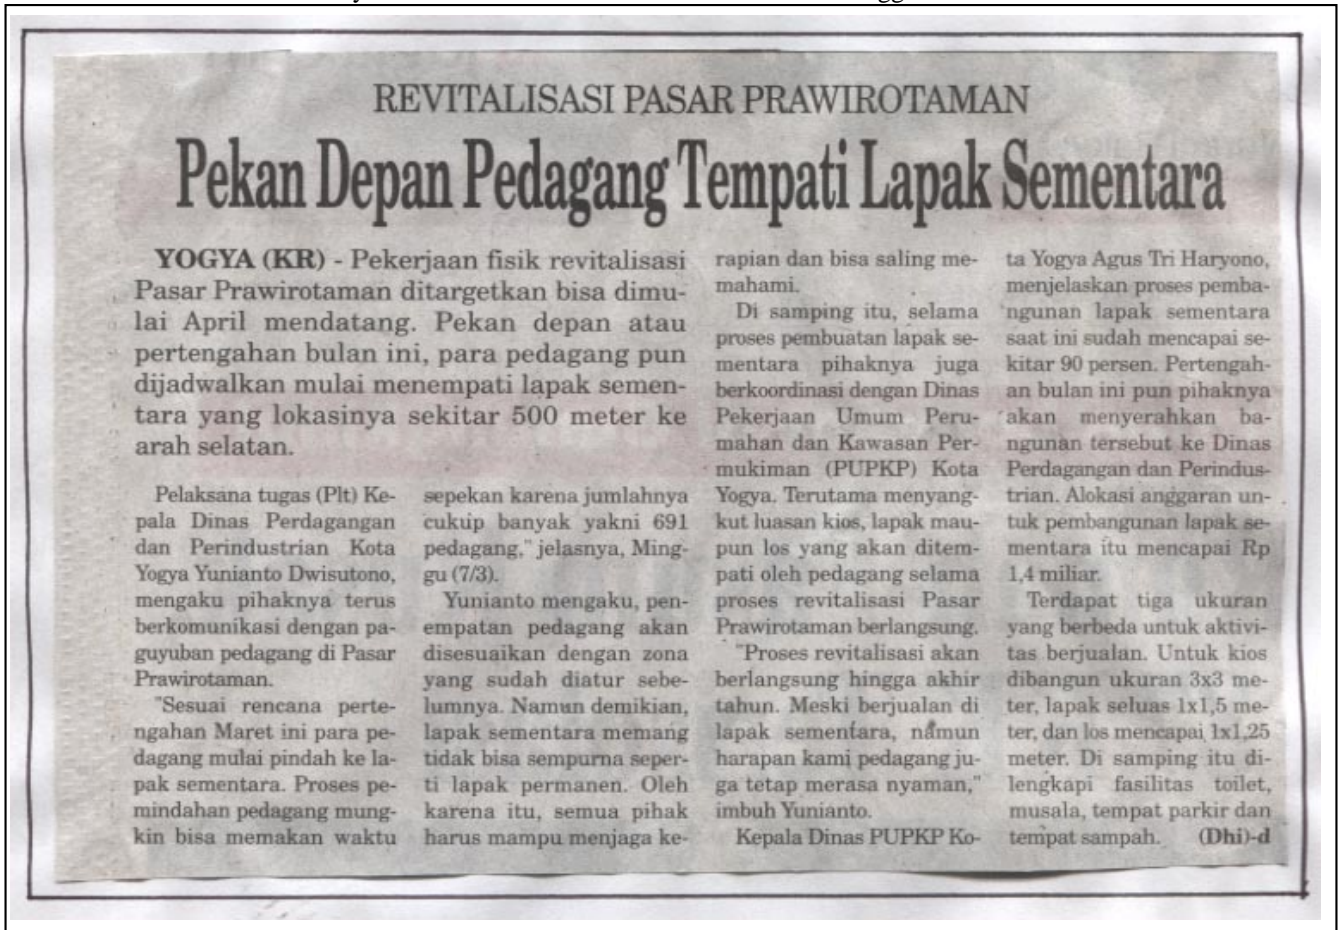 REVITALISASI PASAR PRAWIROTAMAN
Pekan Depan Pedagang Tempati Lapak Sementara
YOGYA (KR) - Pekerjaan fisik revitalisasi
Pasar Prawirotaman ditargetkan bisa dimu-
lai April mendatang. Pekan depan atau
pertengahan bulan ini, para pedagang pun
dijadwalkan mulai menempati lapak semen-
tara yang lokasinya sekitar 500 meter ke
arah selatan.
Pelaksana tugas (Plt) Ke-
pala Dinas Perdagangan
dan Perindustrian Kota
Yogya Yunianto Dwisutono,
mengaku pihaknya terus
berkomunikasi dengan pa-
guyuban pedagang di Pasar
Prawirotaman.
"Sesuai rencana perte-
ngahan Maret ini para pe-
dagang mulai pindah ke la-
pak sementara. Proses pe-
mindahan pedagang mung-
kin bisa memakan waktu
sepekan karena jumlahnya
cukup banyak yakni 691
pedagang," jelasnya, Ming-
gu (7/3).
Yunianto mengaku, pen-
empatan pedagang akan
disesuaikan dengan zona
yang sudah diatur sebe-
lumnya. Namun demikian,
lapak sementara memang
tidak bisa sempurna seper-
ti lapak permanen. Oleh
karena itu, semua pihak
harus mampu menjaga ke-
rapian dan bisa saling me-
mahami.
Di samping itu, selama
proses pembuatan lapak se-
mentara pihaknya juga
berkoordinasi dengan Dinas
Pekerjaan Umum Peru-
mahan dan Kawasan Per-
mukiman (PUPKP) Kota
Yogya. Terutama menyang-
kut luasan kios, lapak mau-
pun los yang akan ditem-
pati oleh pedagang selama
proses revitalisasi Pasar
Prawirotaman berlangsung.
"Proses revitalisasi akan
berlangsung hingga akhir
tahun. Meski berjualan di
lapak sementara, namun
harapan kami pedagang ju-
ga tetap merasa nyaman,"
imbuh Yunianto.
Kepala Dinas PUPKP Ko-
ta Yogya Agus Tri Haryono,
menjelaskan proses pemba-
ngunan lapak sementara
saat ini sudah mencapai se-
kitar 90 persen. Pertengah-
an bulan ini pun pihaknya
akan menyerahkan ba-
ngunan tersebut ke Dinas
Perdagangan dan Perindus-
trian. Alokasi anggaran un-
tuk pembangunan lapak se-
mentara itu mencapai Rp
1,4 miliar.
Terdapat tiga ukuran
yang berbeda untuk aktivi-
tas berjualan. Untuk kios
dibangun ukuran 3x3 me-
ter, lapak seluas 1x1,5 me-
ter, dan los mencapai 1x1,25
meter. Di samping itu di-
lengkapi fasilitas toilet,
musala, tempat parkir dan
tempat sampah. (Dhi)-d